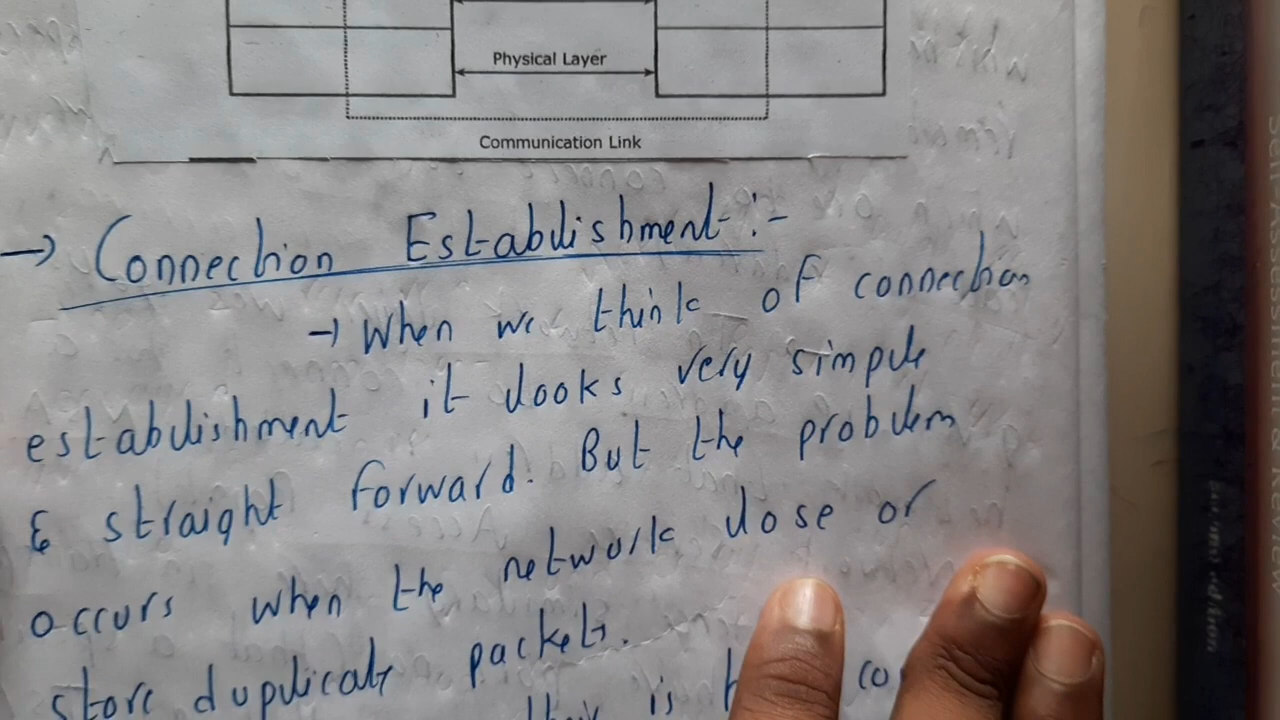 Physical Layer
Communication Link
→ Connection Establishment :-
→ When we think of connection
establishment it looks very simple
& straight forward. But the problem
occurs when the network lose or
store duplicate packets.
is